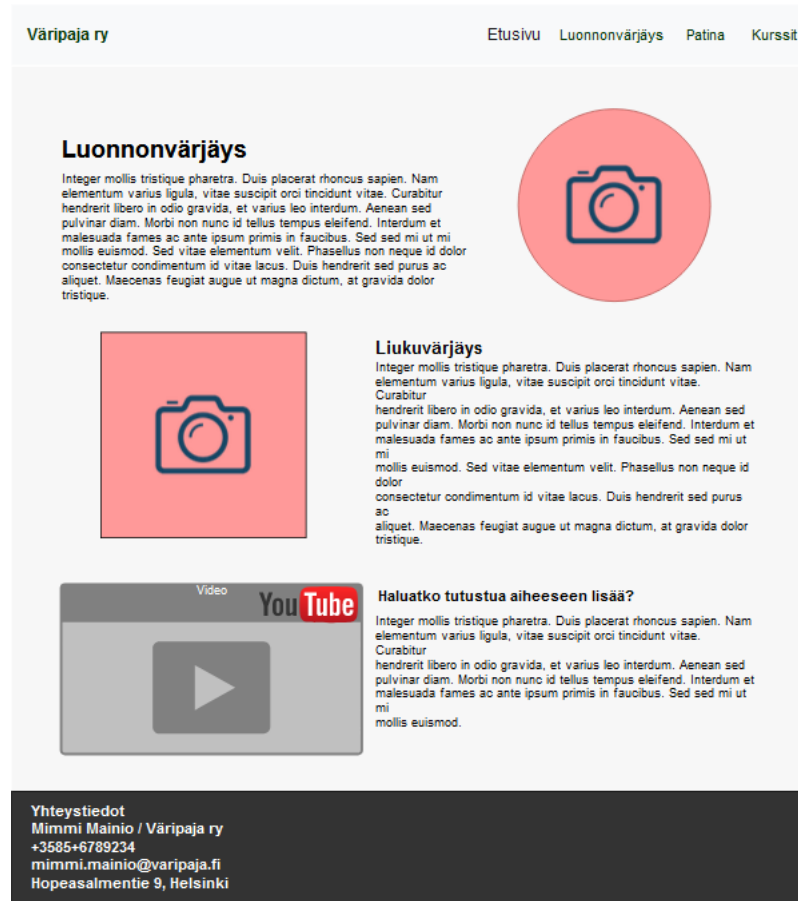 Väripaja ry
Etusivu Luonnonvärjäys Patina Kurssit
Luonnonvärjäys
Integer mollis tristique pharetra. Duis placerat rhoncus sapien. Nam
elementum varius ligula, vitae suscipit orci tincidunt vitae. Curabitur
hendrerit libero in odio gravida, et varius leo interdum. Aenean sed
pulvinar diam. Morbi non nunc id tellus tempus eleifend. Interdum et
malesuada fames ac ante ipsum primis in faucibus. Sed sed mi ut mi
mollis euismod. Sed vitae elementum velit. Phasellus non neque id dolor
consectetur condimentum id vitae lacus. Duis hendrerit sed purus ac
aliquet. Maecenas feugiat augue ut magna dictum, at gravida dolor
tristique.
Liukuvärjäys
Integer mollis tristique pharetra. Duis placerat rhoncus sapien. Nam
elementum varius ligula, vitae suscipit orci tincidunt vitae.
Curabitur
hendrerit libero in odio gravida, et varius leo interdum. Aenean sed
pulvinar diam. Morbi non nunc id tellus tempus eleifend. Interdum et
malesuada fames ac ante ipsum primis in faucibus. Sed sed mi ut
mi
mollis euismod. Sed vitae elementum velit. Phasellus non neque id
dolor
consectetur condimentum id vitae lacus. Duis hendrerit sed purus
ac
aliquet. Maecenas feugiat augue ut magna dictum, at gravida dolor
tristique.
Video
YouTube
Haluatko tutustua aiheeseen lisää?
Integer mollis tristique pharetra. Duis placerat rhoncus sapien. Nam
elementum varius ligula, vitae suscipit orci tincidunt vitae.
Curabitur
hendrerit libero in odio gravida, et varius leo interdum. Aenean sed
pulvinar diam. Morbi non nunc id tellus tempus eleifend. Interdum et
malesuada fames ac ante ipsum primis in faucibus. Sed sed mi ut
mi
mollis euismod.
Yhteystiedot
Mimmi Mainio / Väripaja ry
+3585+6789234
mimmi.mainio@varipaja.fi
Hopeasalmentie 9, Helsinki